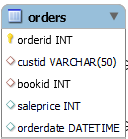 orders
orderid INT
custid VARCHAR(50)
bookid INT
saleprice INT
orderdate DATETIME